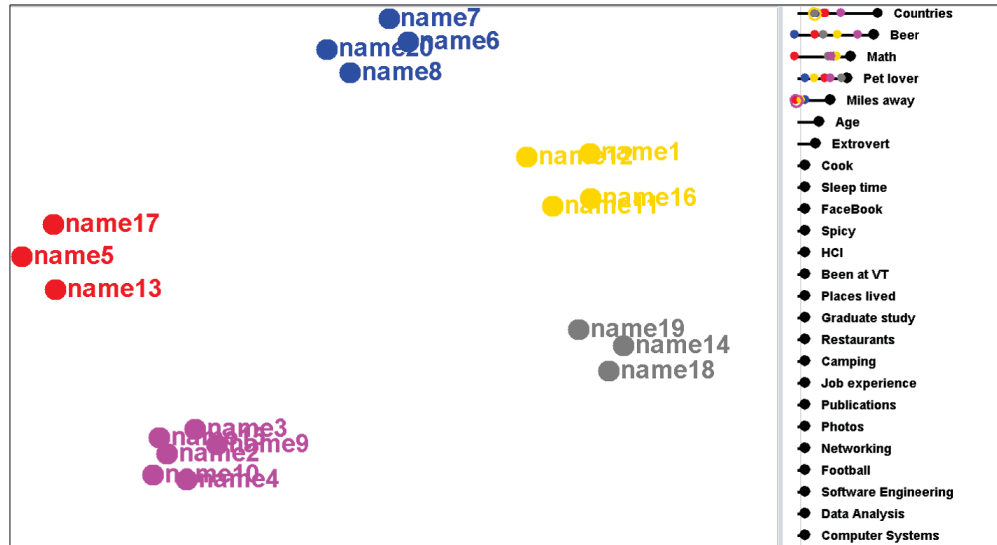 name7
name6
name20
name8
name12
name1
name16
name11
name17
name5
name13
name19
name14
name18
name3
name9
name2
name10
name4
Countries
Beer
Math
Pet lover
Miles away
Age
Extrovert
Cook
Sleep time
FaceBook
Spicy
HCI
Been at VT
Places lived
Graduate study
Restaurants
Camping
Job experience
Publications
Photos
Networking
Football
Software Engineering
Data Analysis
Computer Systems